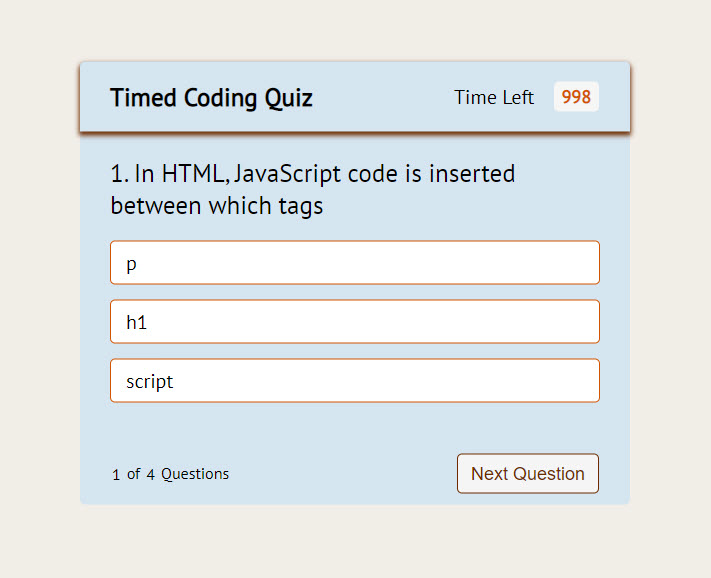 Timed Coding Quiz
Time Left 998
1. In HTML, JavaScript code is inserted
between which tags
p
h1
script
1 of 4 Questions
Next Question